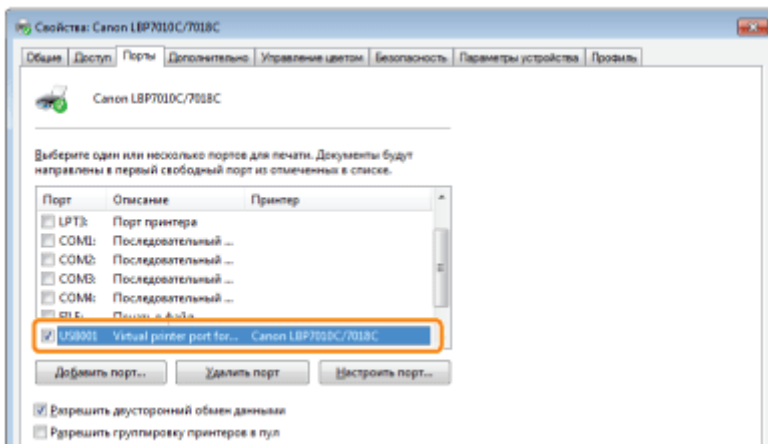 Свойства: Canon LBP7010C/7018C
Общие Доступ Порты Дополнительно Управление цветом Безопасность Параметры устройства Профиль
Canon LBP7010C/7018C
Выберите один или несколько портов для печати. Документы будут
направлены в первый свободный порт из отмеченных в списке.
Порт Описание Принтер
LPT3: Порт принтера
COM1: Последовательный ...
COM2: Последовательный ...
COM3: Последовательный ...
COM4: Последовательный ...
FILE: Печать в файл
USB001 Virtual printer port for... Canon LBP7010C/7018C
Добавить порт... Удалить порт Настроить порт...
Разрешить двусторонний обмен данными
Разрешить группировку принтеров в пул